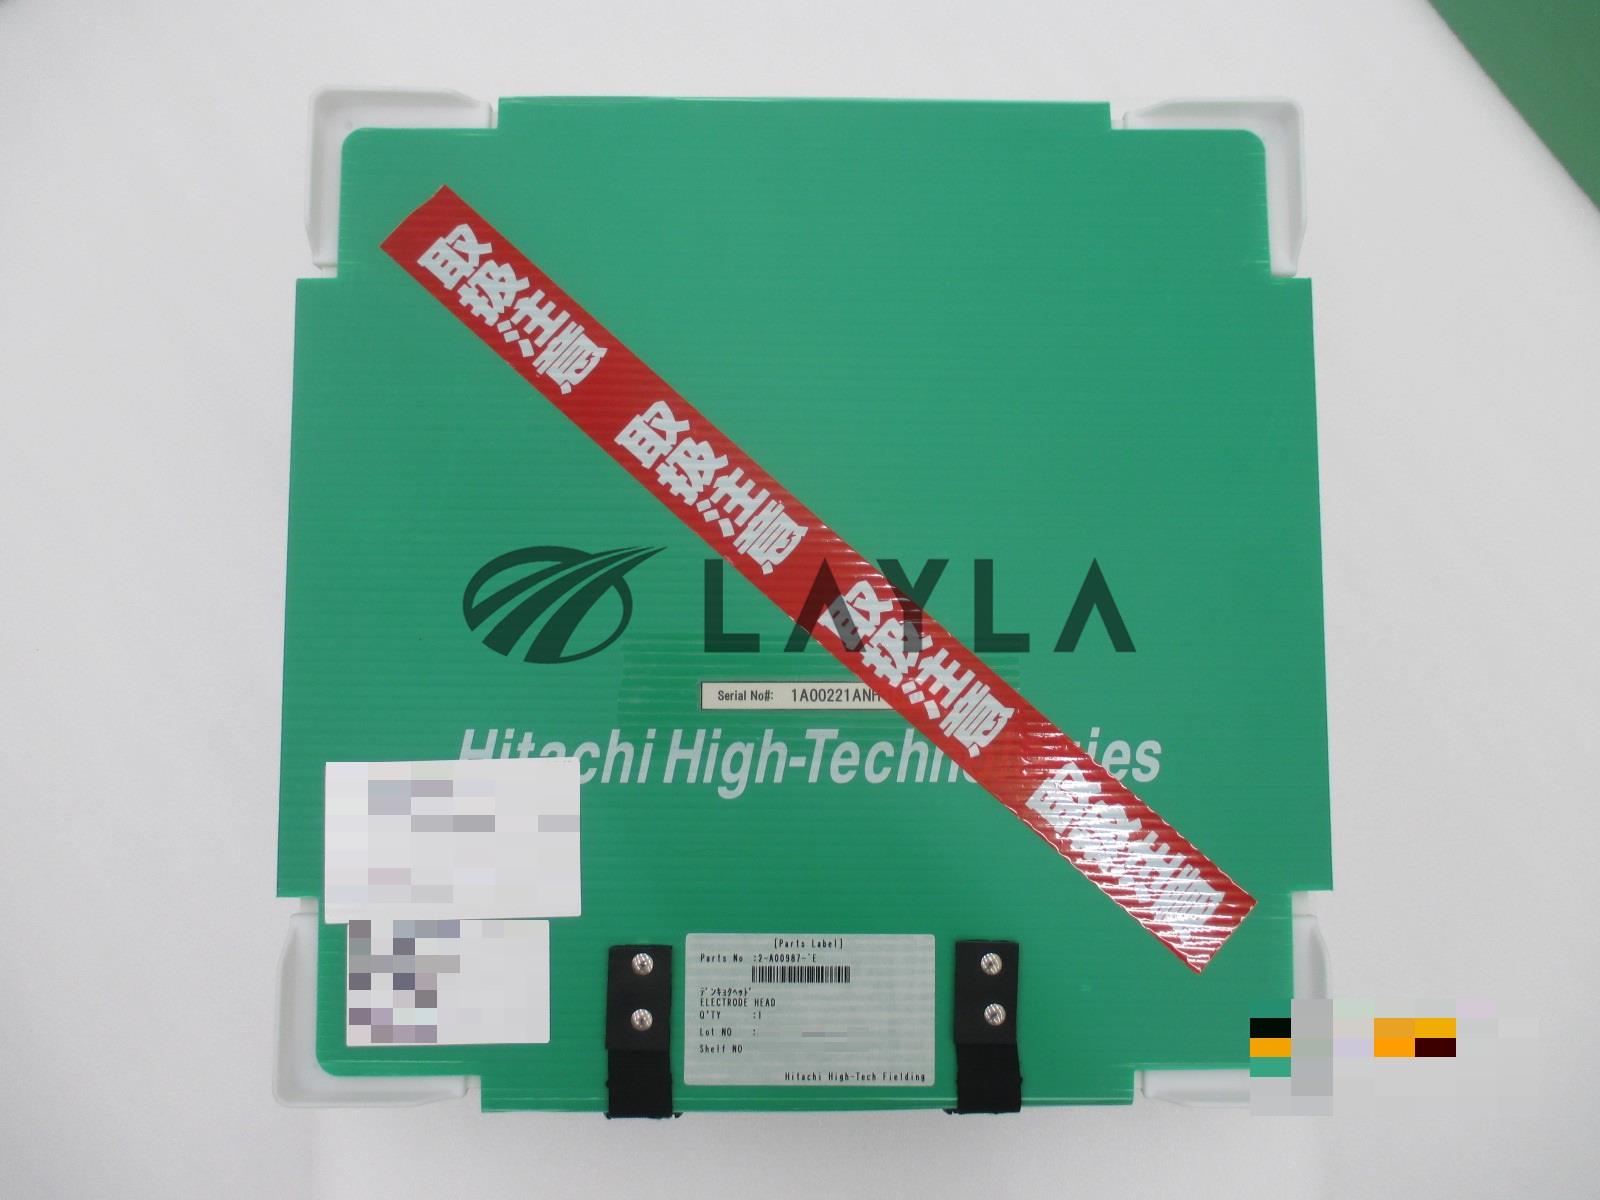 取扱注意
取扱注意
取扱注意
取扱注意
LAYLA
Serial No#: 1A00221ANH
Hitachi High-Technologies
[Parts Label]
Parts No :2-A00987-*E
デンキョクヘッド
ELECTRODE HEAD
Q'TY :1
Lot NO :
Shelf NO
Hitachi High-Tech Fielding